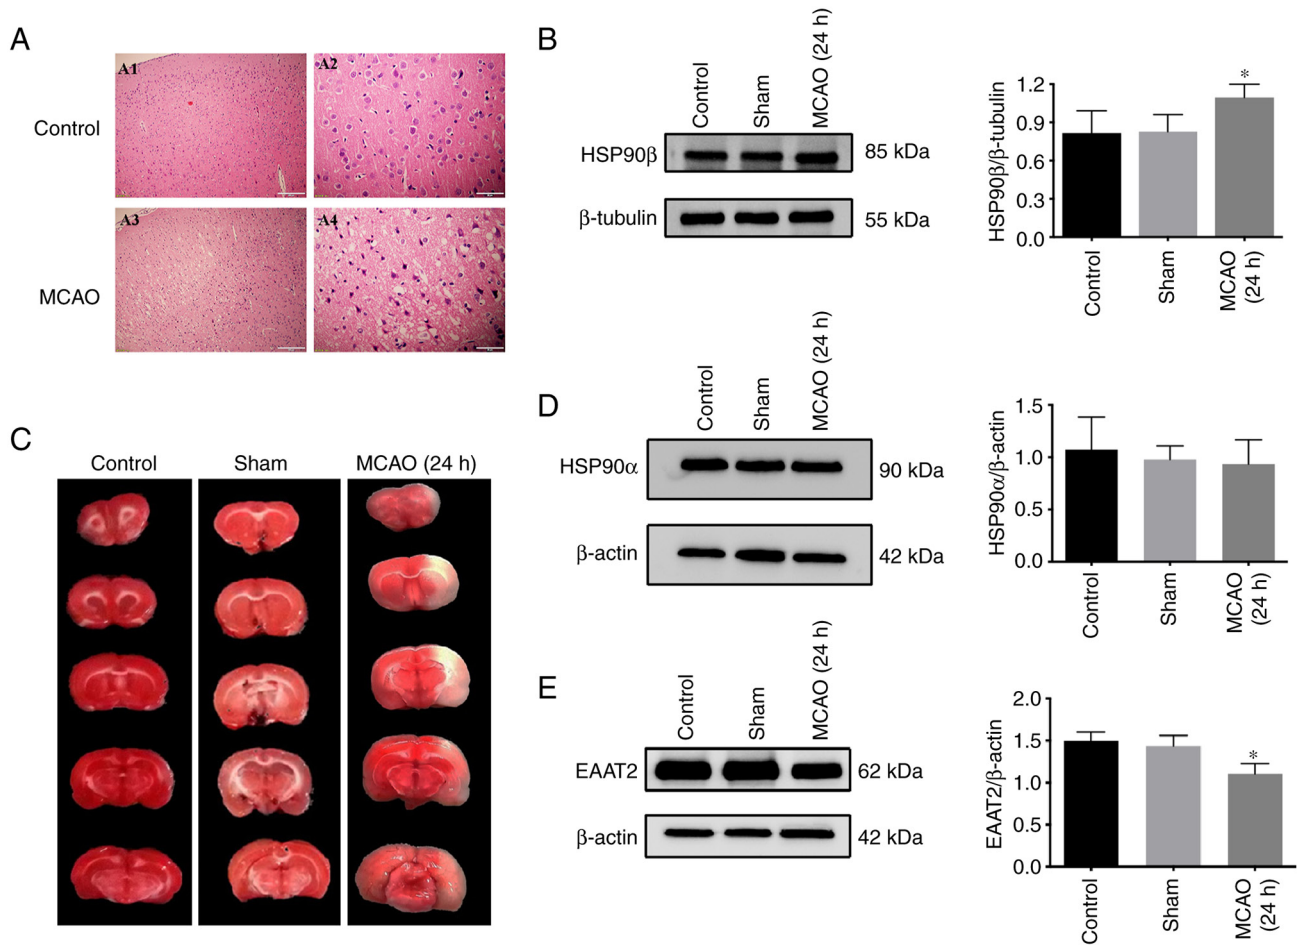 A
A1
A2
Control
A3
A4
MCAO
B
Control
Sham
MCAO (24 h)
HSP90β
85 kDa
β-tubulin
55 kDa
HSP90β/β-tubulin
1.2
0.9
0.6
0.3
0.0
*
Control
Sham
MCAO
(24 h)
C
Control
Sham
MCAO (24 h)
D
Control
Sham
MCAO (24 h)
HSP90α
90 kDa
β-actin
42 kDa
HSP90α/β-actin
1.5
1.0
0.5
0.0
Control
Sham
MCAO
(24 h)
E
Control
Sham
MCAO (24 h)
EAAT2
62 kDa
β-actin
42 kDa
EAAT2/β-actin
2.0
1.5
1.0
0.5
0.0
*
Control
Sham
MCAO
(24 h)